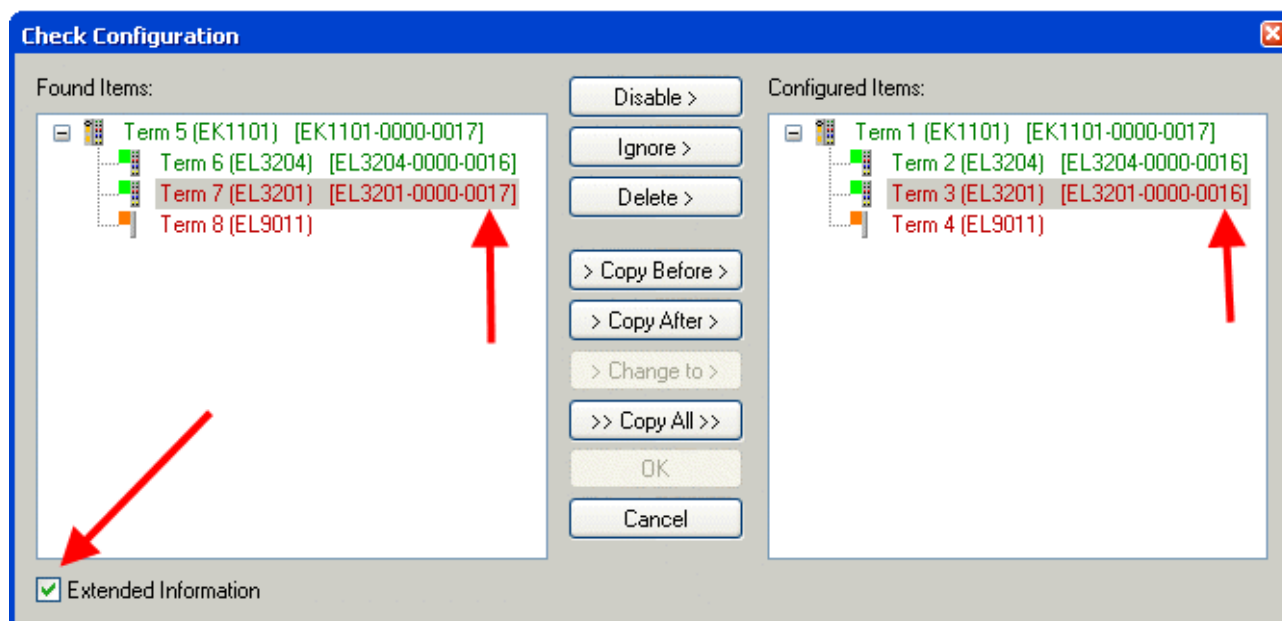 Check Configuration
Found Items:
Term 5 (EK1101) [EK1101-0000-0017]
Term 6 (EL3204) [EL3204-0000-0016]
Term 7 (EL3201) [EL3201-0000-0017]
Term 8 (EL9011)
Extended Information
Disable >
Ignore >
Delete >
> Copy Before >
> Copy After >
> Change to >
>> Copy All >>
OK
Cancel
Configured Items:
Term 1 (EK1101) [EK1101-0000-0017]
Term 2 (EL3204) [EL3204-0000-0016]
Term 3 (EL3201) [EL3201-0000-0016]
Term 4 (EL9011)